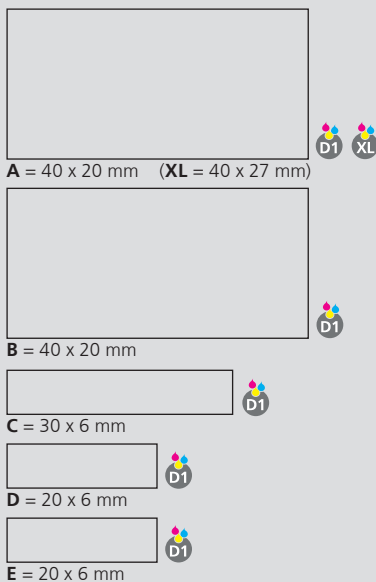 D1 XL
A = 40 x 20 mm (XL = 40 x 27 mm)
D1
B = 40 x 20 mm
D1
C = 30 x 6 mm
D1
D = 20 x 6 mm
D1
E = 20 x 6 mm